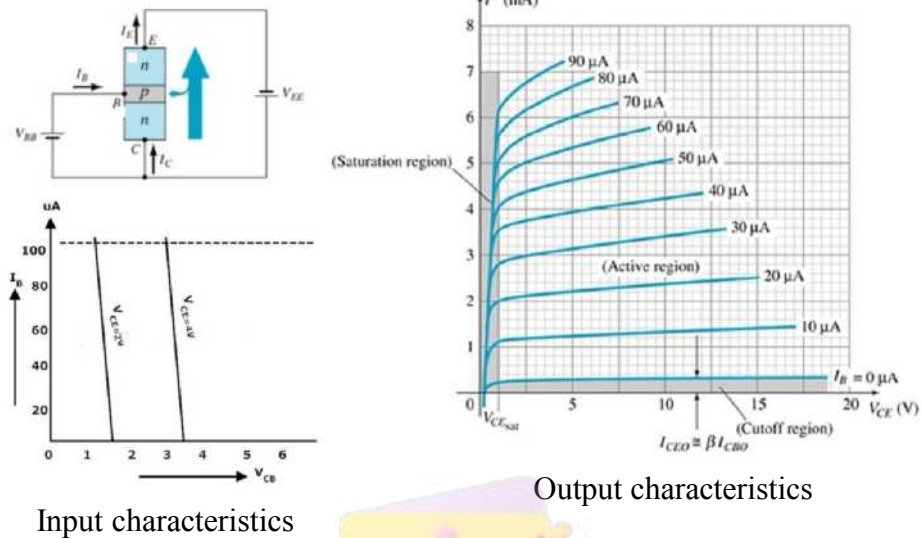 I_E
E
n
I_B
p
B
n
V_BB
V_EE
C
I_C
uA
100
80
60
40
20
I_B
V_CE=2V
V_CE=4V
0 1 2 3 4 5 6
V_CB
Input characteristics
(mA)
8
7
6
5
4
3
2
1
0
90 µA
80 µA
70 µA
60 µA
50 µA
40 µA
30 µA
20 µA
10 µA
I_B = 0 µA
(Saturation region)
(Active region)
(Cutoff region)
5 10 15 20 V_CE (V)
V_CEsat
I_CEO ≅ β I_CBO
Output characteristics